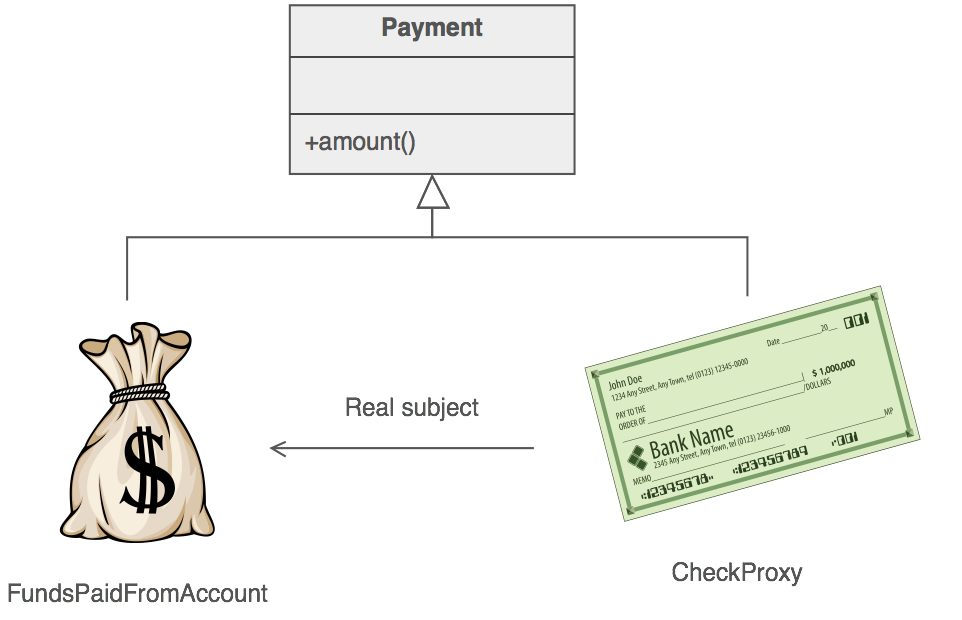 Payment
+amount()
Real subject
FundsPaidFromAccount
CheckProxy
John Doe
1234 Any Street, Any Town, tel (0123) 12345-0000
Date ________ 20__
001
PAY TO THE
ORDER OF
$ 1,000,000
/DOLLARS
Bank Name
2345 Any Street, Any Town, tel (0123) 23456-1000
MEMO
MP
⑆12345678⑈
⑆123456789
⑈001